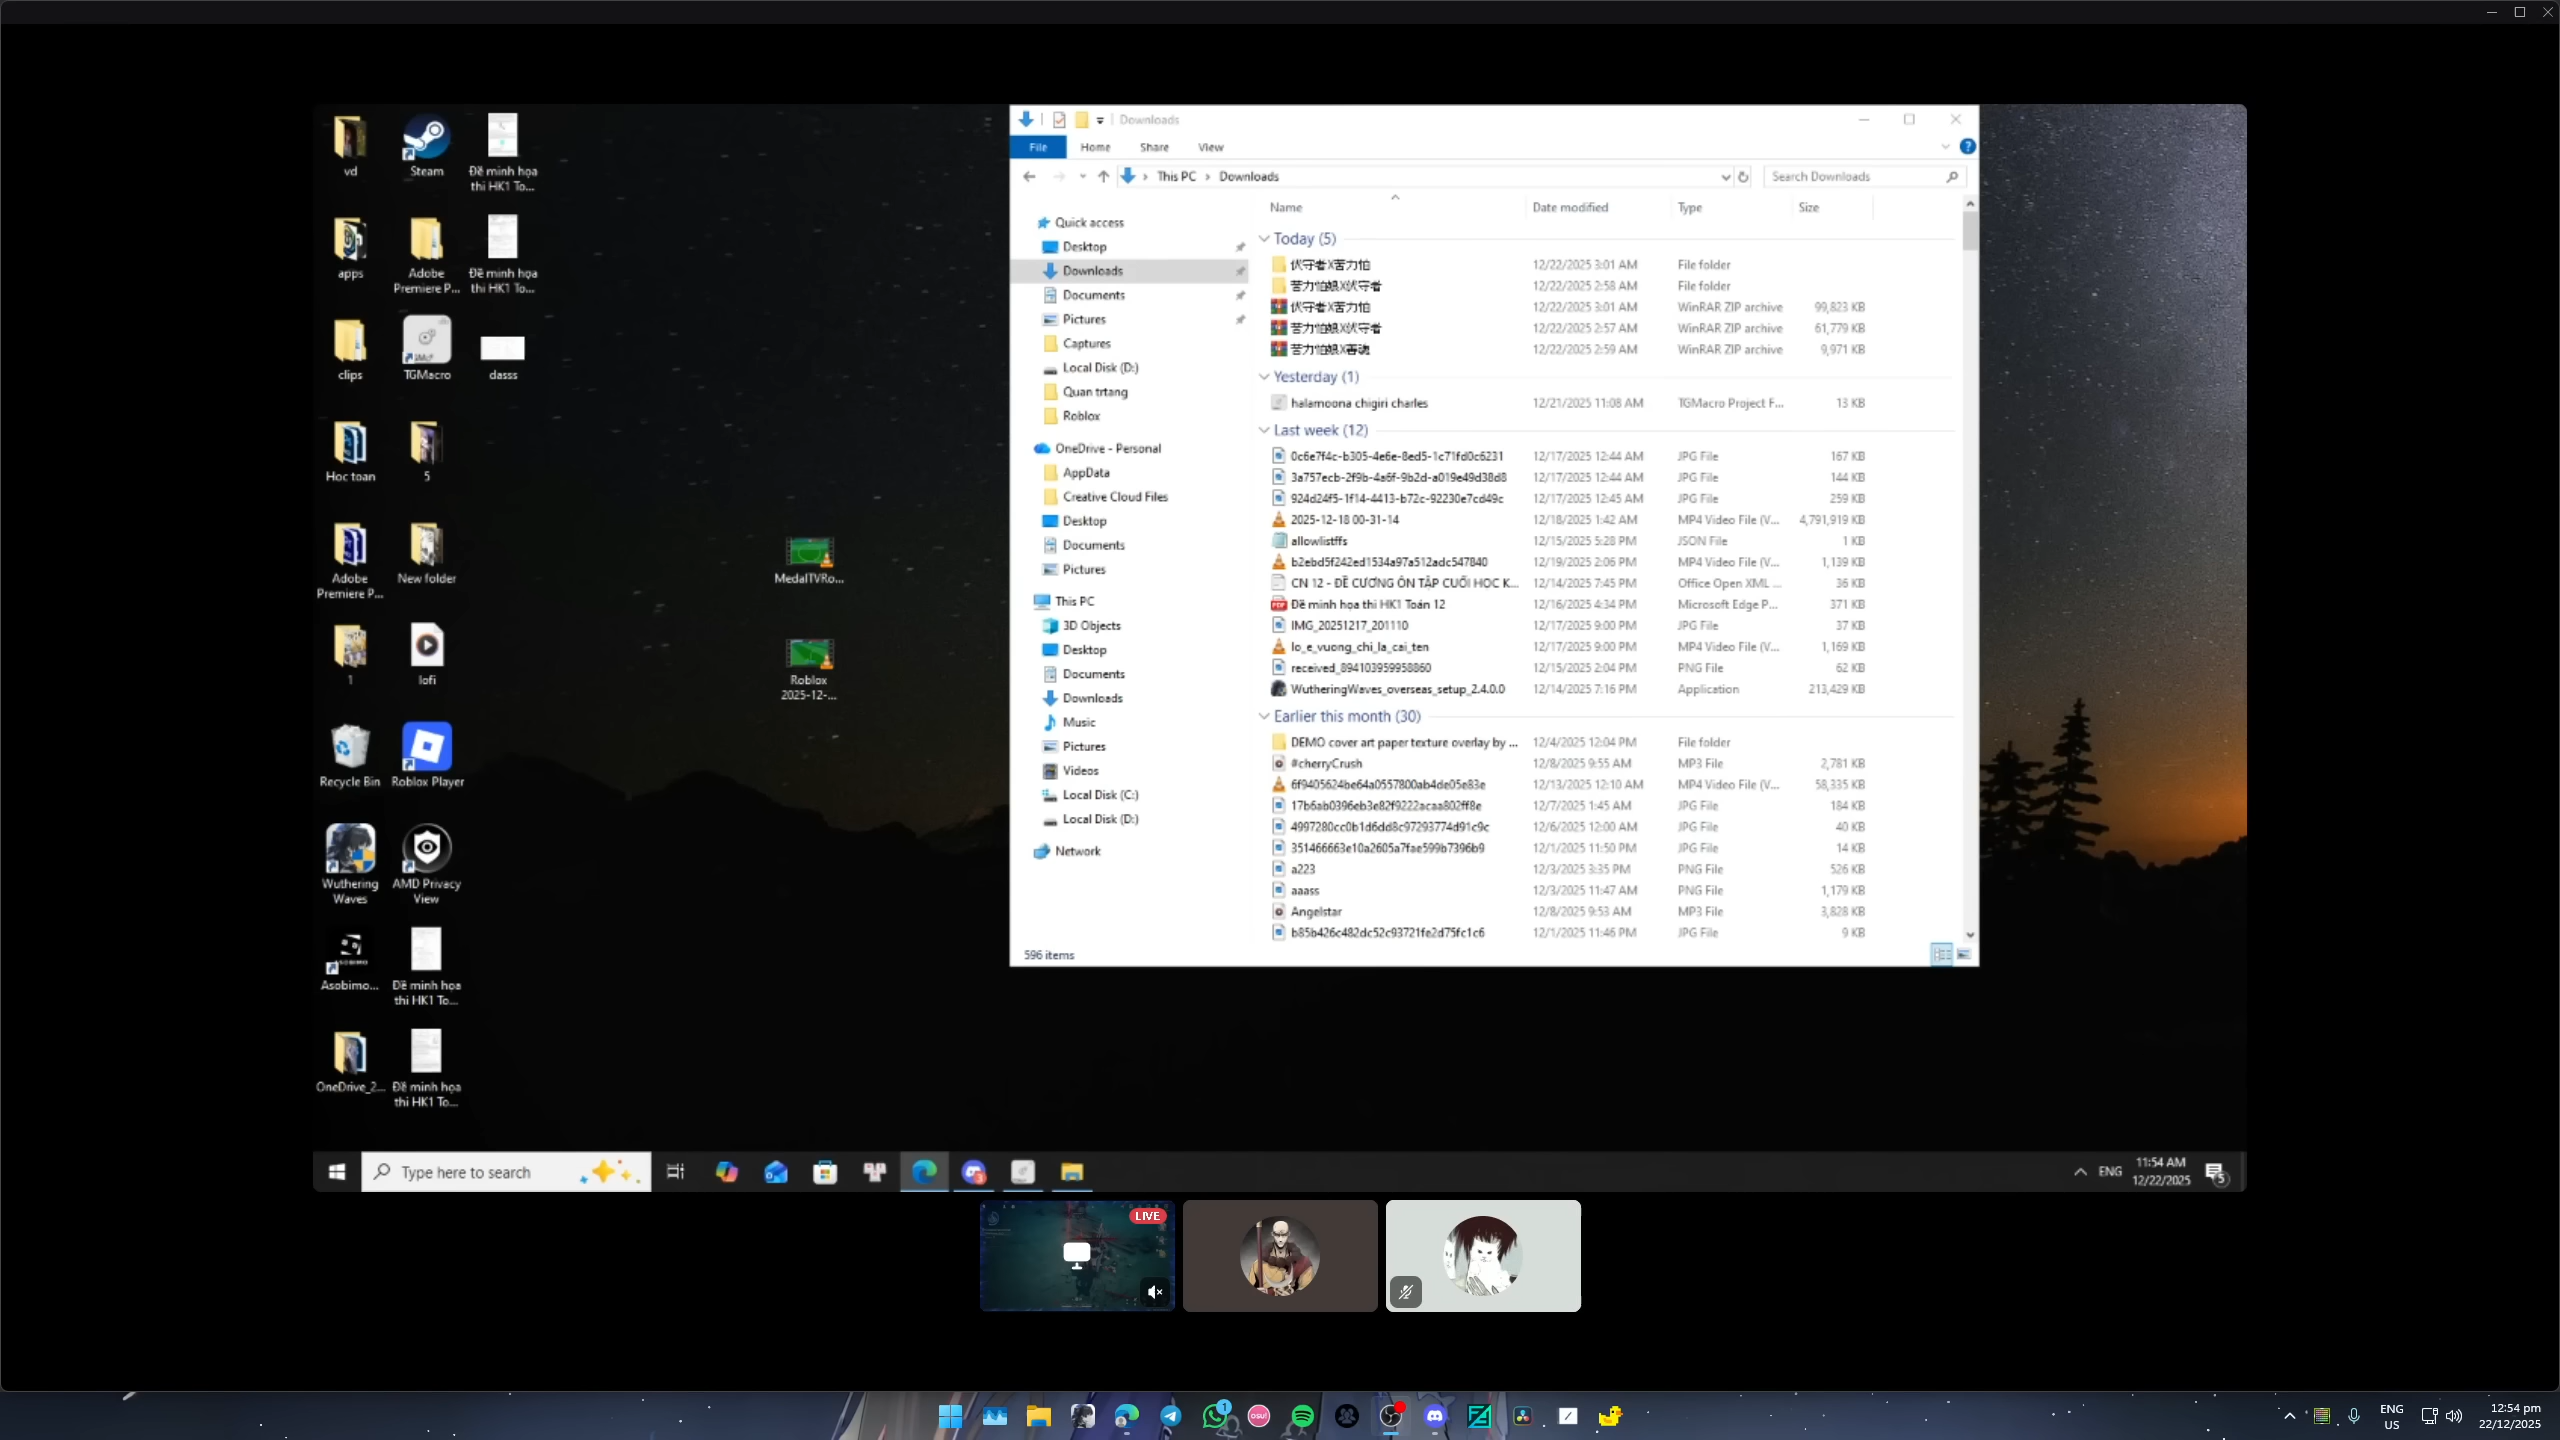 vd
Steam
Đề minh họa
thi HK1 To...
apps
Adobe
Premiere P...
Đề minh họa
thi HK1 To...
clips
TGMacro
dasss
Hoc toan
5
Adobe
Premiere P...
New folder
1
lofi
Recycle Bin
Roblox Player
Wuthering
Waves
AMD Privacy
View
Asobimo...
Đề minh họa
thi HK1 To...
OneDrive_2...
Đề minh họa
thi HK1 To...
MedalTVRo...
Roblox
2025-12-...
Downloads
File Home Share View
This PC Downloads
Search Downloads
Quick access
Desktop
Downloads
Documents
Pictures
Captures
Local Disk (D:)
Quan trtang
Roblox
OneDrive - Personal
AppData
Creative Cloud Files
Desktop
Documents
Pictures
This PC
3D Objects
Desktop
Documents
Downloads
Music
Pictures
Videos
Local Disk (C:)
Local Disk (D:)
Network
Name Date modified Type Size
Today (5)
伏守者X苦力怕 12/22/2025 3:01 AM File folder
苦力怕娘X伏守者 12/22/2025 2:58 AM File folder
伏守者X苦力怕 12/22/2025 3:01 AM WinRAR ZIP archive 99,823 KB
苦力怕娘X伏守者 12/22/2025 2:57 AM WinRAR ZIP archive 61,779 KB
苦力怕娘X善魂 12/22/2025 2:59 AM WinRAR ZIP archive 9,971 KB
Yesterday (1)
halamoona chigiri charles 12/21/2025 11:08 AM TGMacro Project F... 13 KB
Last week (12)
0c6e7f4c-b305-4e6e-8ed5-1c71fd0c6231 12/17/2025 12:44 AM JPG File 167 KB
3a757ecb-2f9b-4a6f-9b2d-a019e49d38d8 12/17/2025 12:44 AM JPG File 144 KB
924d24f5-1f14-4413-b72c-92230e7cd49c 12/17/2025 12:45 AM JPG File 259 KB
2025-12-18 00-31-14 12/18/2025 1:42 AM MP4 Video File (V... 4,791,919 KB
allowlistffs 12/15/2025 5:28 PM JSON File 1 KB
b2ebd5f242ed1534a97a512adc547840 12/19/2025 2:06 PM MP4 Video File (V... 1,139 KB
CN 12 - ĐỀ CƯƠNG ÔN TẬP CUỐI HOC K... 12/14/2025 7:45 PM Office Open XML ... 36 KB
Đề minh họa thi HK1 Toán 12 12/16/2025 4:34 PM Microsoft Edge P... 371 KB
IMG_20251217_201110 12/17/2025 9:00 PM JPG File 37 KB
lo_e_vuong_chi_la_cai_ten 12/17/2025 9:00 PM MP4 Video File (V... 1,169 KB
received_894103959958860 12/15/2025 2:04 PM PNG File 62 KB
WutheringWaves_overseas_setup_2.4.0.0 12/14/2025 7:16 PM Application 213,429 KB
Earlier this month (30)
DEMO cover art paper texture overlay by ... 12/4/2025 12:04 PM File folder
#cherryCrush 12/8/2025 9:55 AM MP3 File 2,781 KB
6f9405624be64a0557800ab4de05e83e 12/13/2025 12:10 AM MP4 Video File (V... 58,335 KB
17b6ab0396eb3e82f9222acaa802ff8e 12/7/2025 1:45 AM JPG File 184 KB
4997280cc0b1d6dd8c97293774d91c9c 12/6/2025 12:00 AM JPG File 40 KB
351466663e10a2605a7fae599b7396b9 12/1/2025 11:50 PM JPG File 14 KB
a223 12/3/2025 3:35 PM PNG File 526 KB
aaass 12/3/2025 11:47 AM PNG File 1,179 KB
Angelstar 12/8/2025 9:53 AM MP3 File 3,828 KB
b85b426c482dc52c93721fe2d75fc1c6 12/1/2025 11:46 PM JPG File 9 KB
596 items
Type here to search
ENG
11:54 AM
12/22/2025
5
LIVE
1
osu!
ENG
US
12:54 pm
22/12/2025